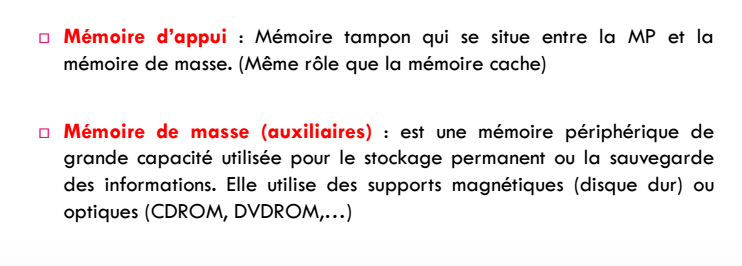 Mémoire d'appui : Mémoire tampon qui se situe entre la MP et la
mémoire de masse. (Même rôle que la mémoire cache)
Mémoire de masse (auxiliaires) : est une mémoire périphérique de
grande capacité utilisée pour le stockage permanent ou la sauvegarde
des informations. Elle utilise des supports magnétiques (disque dur) ou
optiques (CDROM, DVDROM,...)